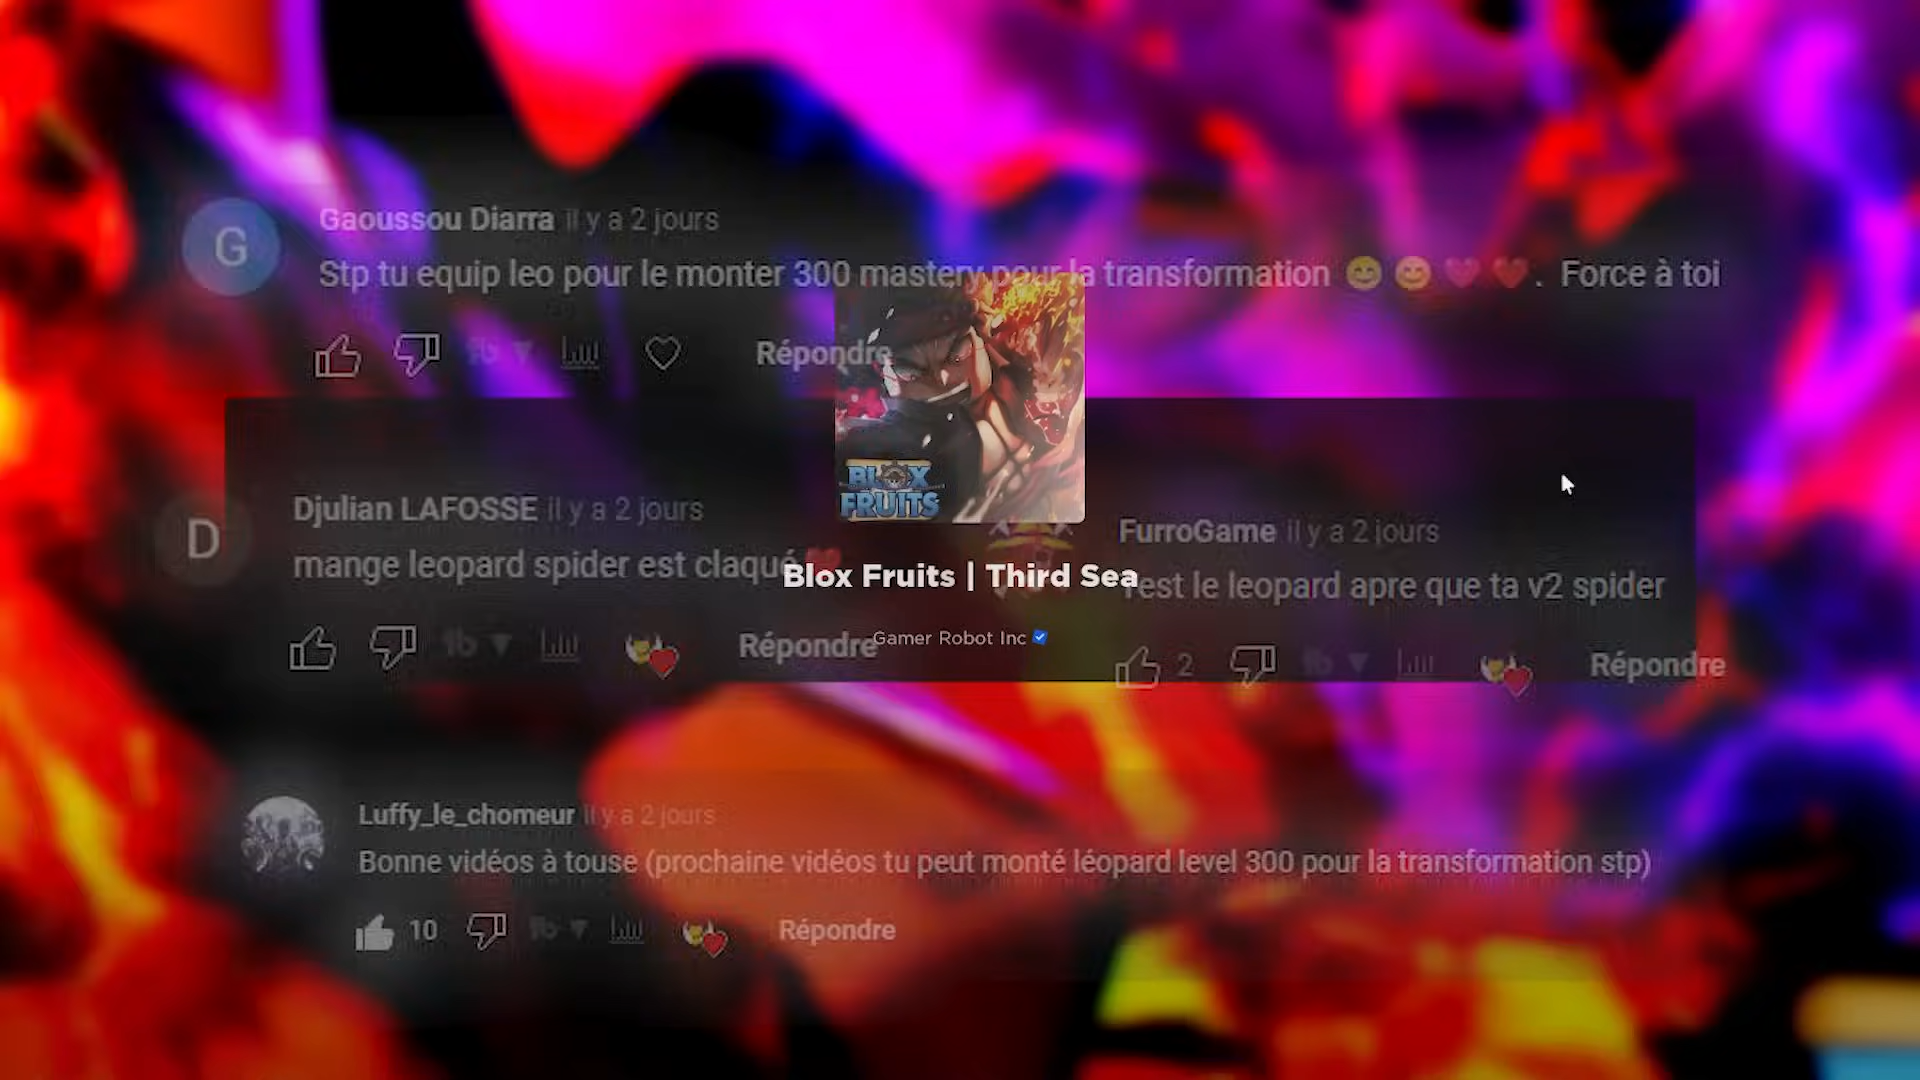 G
Gaoussou Diarra il y a 2 jours
Stp tu equip leo pour le monter 300 mastery pour la transformation 😊 😊 ❤ ❤. Force à toi
Répondre
BLOX
FRUITS
D
Djulian LAFOSSE il y a 2 jours
mange leopard spider est claqué
Répondre
Blox Fruits | Third Sea
Gamer Robot Inc
FurroGame il y a 2 jours
est le leopard apre que ta v2 spider
2
Répondre
Luffy_le_chomeur il y a 2 jours
Bonne vidéos à touse (prochaine vidéos tu peut monté léopard level 300 pour la transformation stp)
10
Répondre